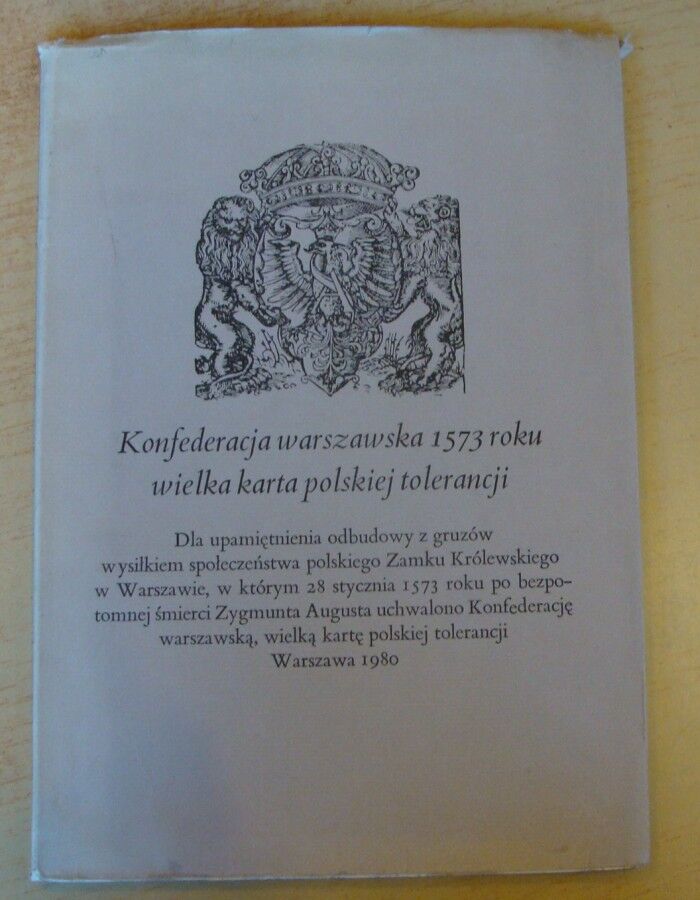 Konfederacja warszawska 1573 roku
wielka karta polskiej tolerancji
Dla upamiętnienia odbudowy z gruzów
wysiłkiem społeczeństwa polskiego Zamku Królewskiego
w Warszawie, w którym 28 stycznia 1573 roku po bezpo-
tomnej śmierci Zygmunta Augusta uchwalono Konfederację
warszawską, wielką kartę polskiej tolerancji
Warszawa 1980